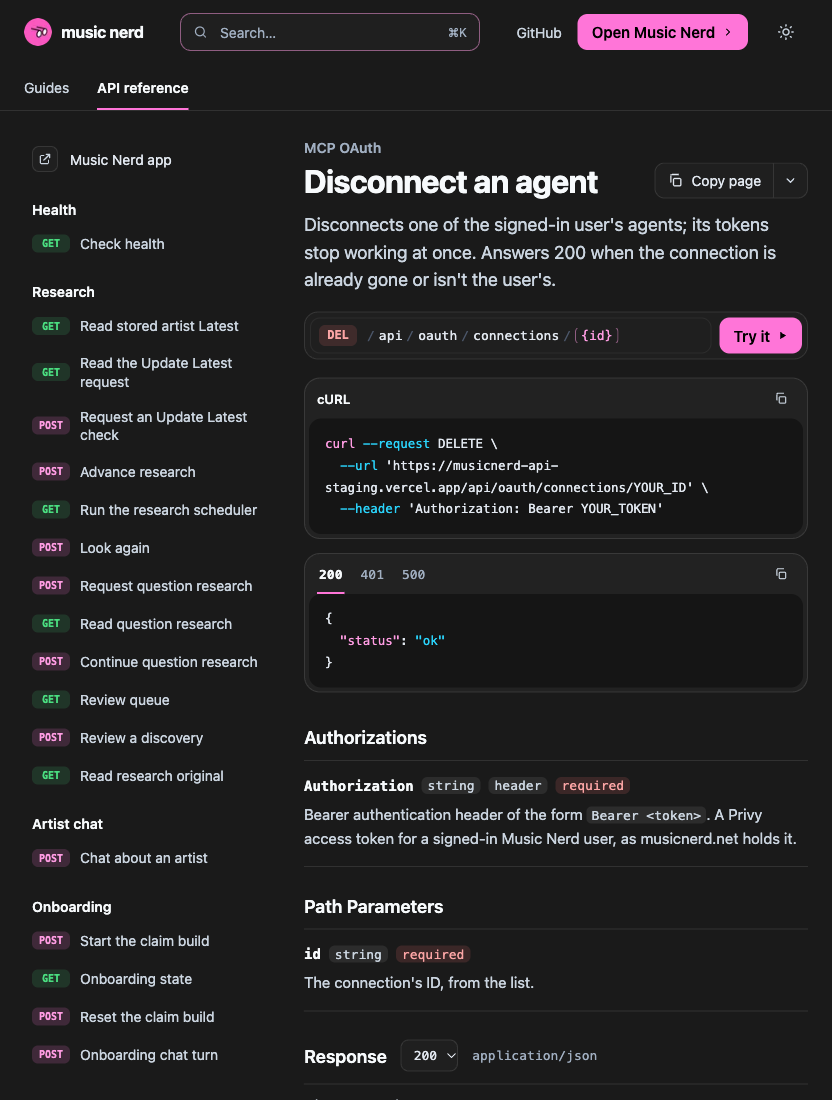 music nerd
Search...
⌘K
GitHub
Open Music Nerd
Guides
API reference
Music Nerd app
Health
GET Check health
Research
GET Read stored artist Latest
GET Read the Update Latest
request
POST Request an Update Latest
check
POST Advance research
GET Run the research scheduler
POST Look again
POST Request question research
GET Read question research
POST Continue question research
GET Review queue
POST Review a discovery
GET Read research original
Artist chat
POST Chat about an artist
Onboarding
POST Start the claim build
GET Onboarding state
POST Reset the claim build
POST Onboarding chat turn
MCP OAuth
Disconnect an agent
Copy page
Disconnects one of the signed-in user's agents; its tokens
stop working at once. Answers 200 when the connection is
already gone or isn't the user's.
DEL /api/oauth/connections/{id}
Try it
cURL
curl --request DELETE \
--url 'https://musicnerd-api-
staging.vercel.app/api/oauth/connections/YOUR_ID' \
--header 'Authorization: Bearer YOUR_TOKEN'
200 401 500
{
"status": "ok"
}
Authorizations
Authorization string header required
Bearer authentication header of the form Bearer <token>. A Privy
access token for a signed-in Music Nerd user, as musicnerd.net holds it.
Path Parameters
id string required
The connection's ID, from the list.
Response 200 application/json